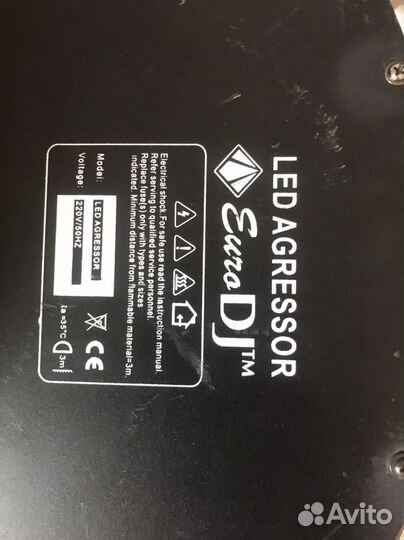 LED AGRESSOR
Euro DJ™
Electrical shock.For safe use read the instruction manual.
Refer serving to qualified service personnel.
Replace fuse(s) only with types and sizes
indicated. Minimum distance from flammable material=3m.
Model: LED AGRESSOR
Voltage: 220V/50HZ
CE
ta=35°C 3m
Avito